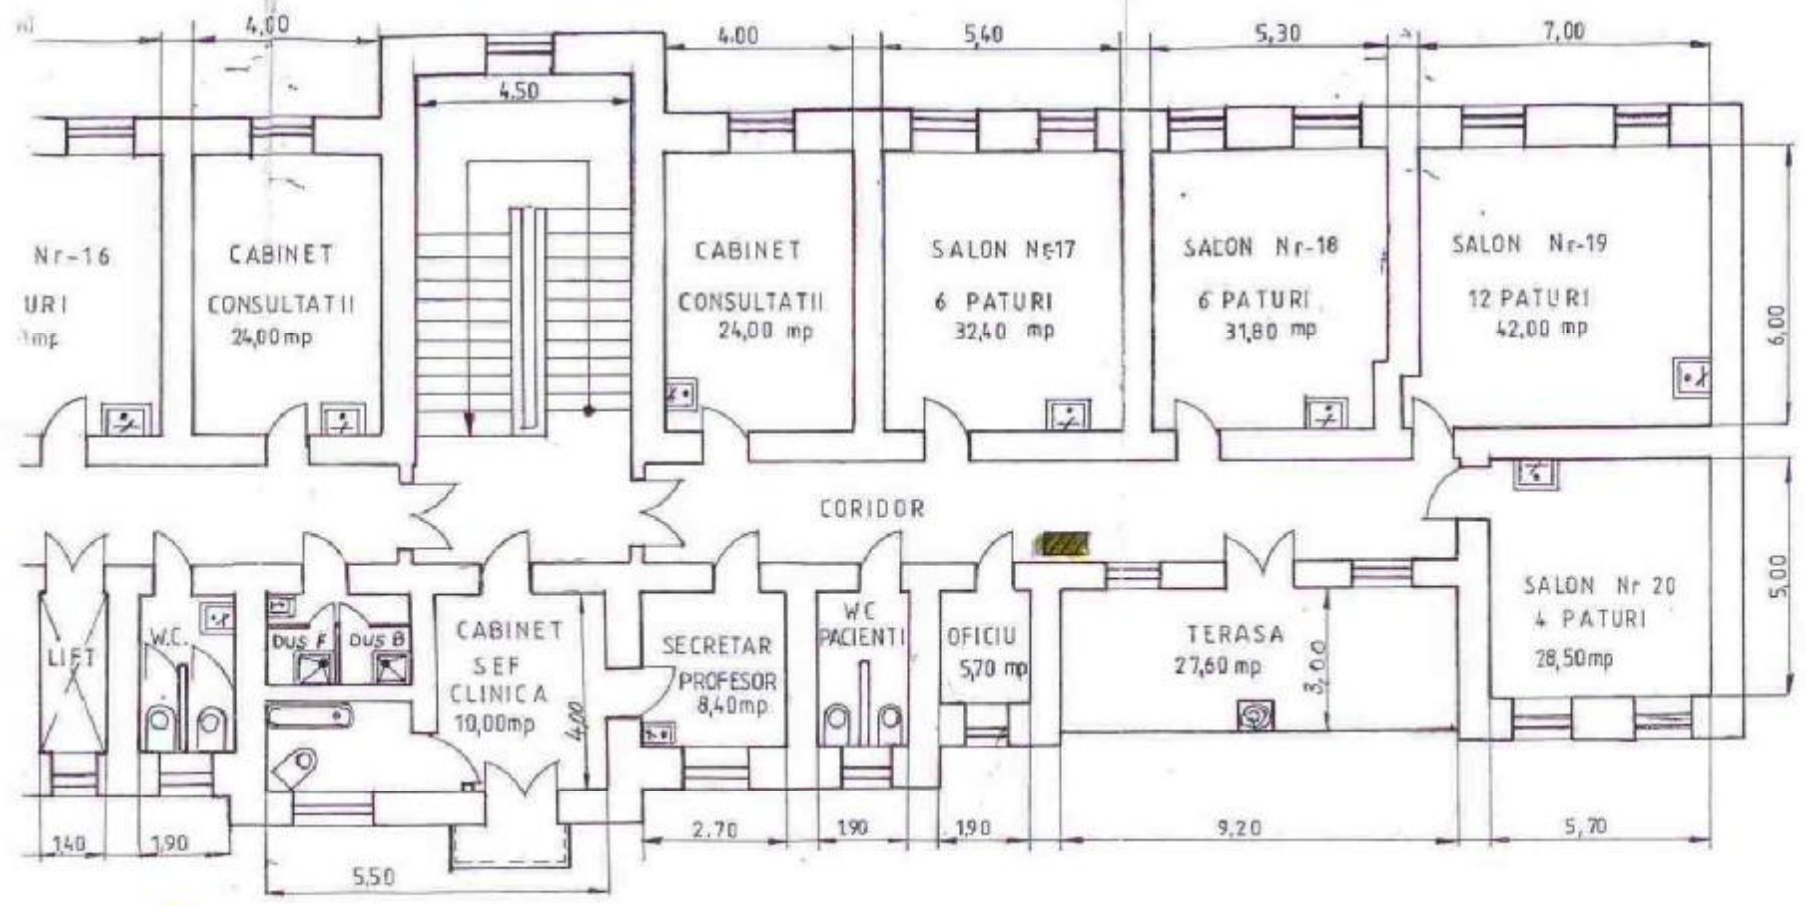 4,00
4.00
5,40
5,30
7,00
4.50
Nr-16
URI
mp
CABINET
CONSULTATII
24,00mp
CABINET
CONSULTATII
24,00 mp
SALON Nr-17
6 PATURI
32,40 mp
SALON Nr-18
6 PATURI
31,80 mp
SALON Nr-19
12 PATURI
42,00 mp
6,00
CORIDOR
LIFT
W.C.
DUS F
DUS B
CABINET
SEF
CLINICA
10,00mp
4,00
SECRETAR
PROFESOR
8,40mp
WC
PACIENTI
OFICIU
5,70 mp
TERASA
27,60 mp
3,00
SALON Nr 20
4 PATURI
28,50mp
5,00
1,40
1,90
5,50
2.70
1,90
1,90
9,20
5,70